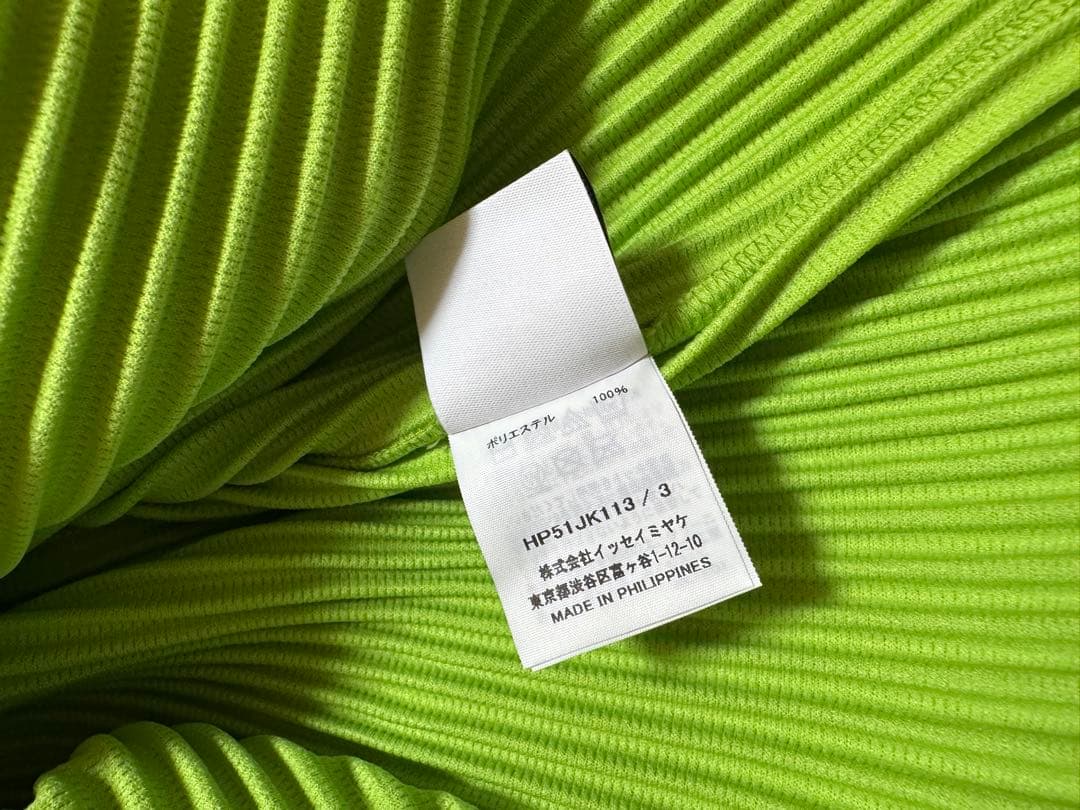 ポリエステル 100%
HP51JK113 / 3
株式会社イッセイミヤケ
東京都渋谷区富ヶ谷1-12-10
MADE IN PHILIPPINES